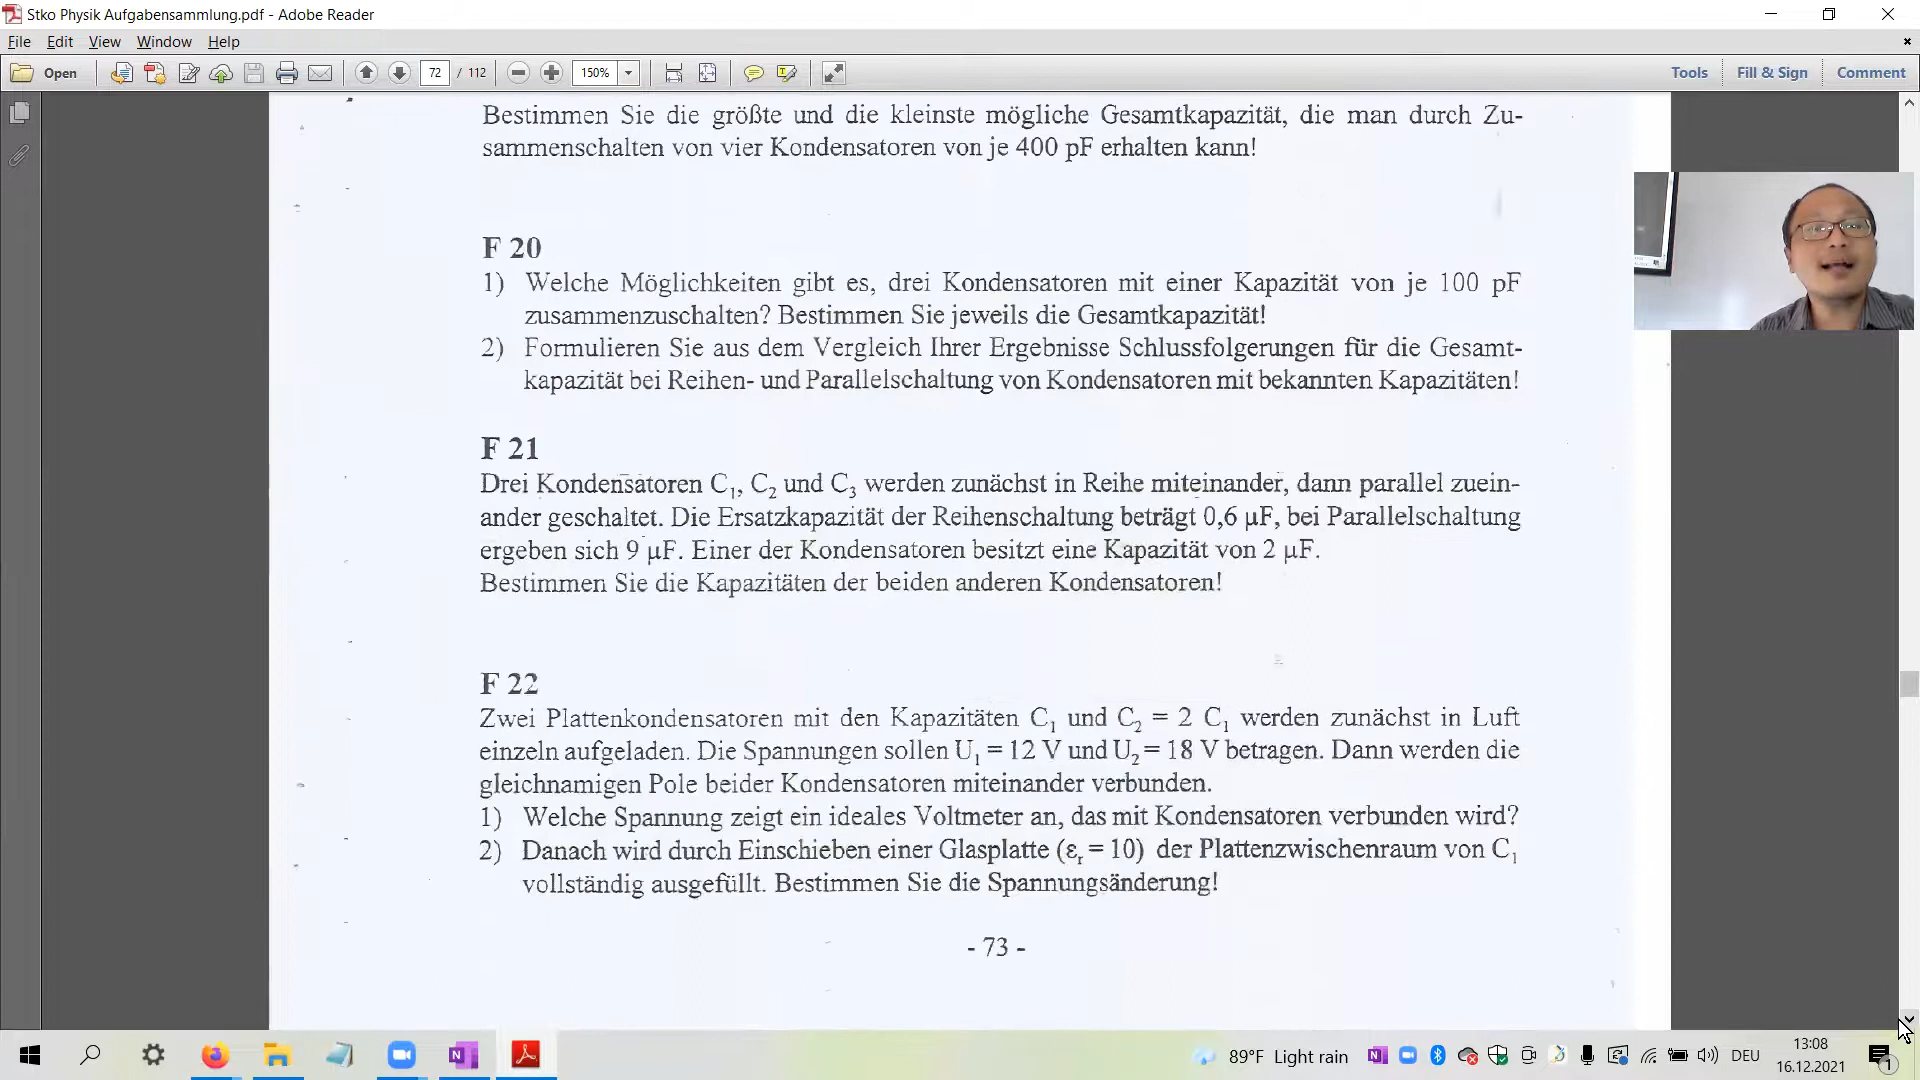 Stko Physik Aufgabensammlung.pdf - Adobe Reader
File Edit View Window Help
Open 72 / 112 150% Tools Fill & Sign Comment
Bestimmen Sie die größte und die kleinste mögliche Gesamtkapazität, die man durch Zu-
sammenschalten von vier Kondensatoren von je 400 pF erhalten kann!
F 20
1) Welche Möglichkeiten gibt es, drei Kondensatoren mit einer Kapazität von je 100 pF
zusammenzuschalten? Bestimmen Sie jeweils die Gesamtkapazität!
2) Formulieren Sie aus dem Vergleich Ihrer Ergebnisse Schlussfolgerungen für die Gesamt-
kapazität bei Reihen- und Parallelschaltung von Kondensatoren mit bekannten Kapazitäten!
F 21
Drei Kondensatoren C₁, C₂ und C₃ werden zunächst in Reihe miteinander, dann parallel zuein-
ander geschaltet. Die Ersatzkapazität der Reihenschaltung beträgt 0,6 µF, bei Parallelschaltung
ergeben sich 9 µF. Einer der Kondensatoren besitzt eine Kapazität von 2 µF.
Bestimmen Sie die Kapazitäten der beiden anderen Kondensatoren!
F 22
Zwei Plattenkondensatoren mit den Kapazitäten C₁ und C₂ = 2 C₁ werden zunächst in Luft
einzeln aufgeladen. Die Spannungen sollen U₁ = 12 V und U₂ = 18 V betragen. Dann werden die
gleichnamigen Pole beider Kondensatoren miteinander verbunden.
1) Welche Spannung zeigt ein ideales Voltmeter an, das mit Kondensatoren verbunden wird?
2) Danach wird durch Einschieben einer Glasplatte (εᵣ = 10) der Plattenzwischenraum von C₁
vollständig ausgefüllt. Bestimmen Sie die Spannungsänderung!
- 73 -
89°F Light rain DEU 13:08
16.12.2021 1